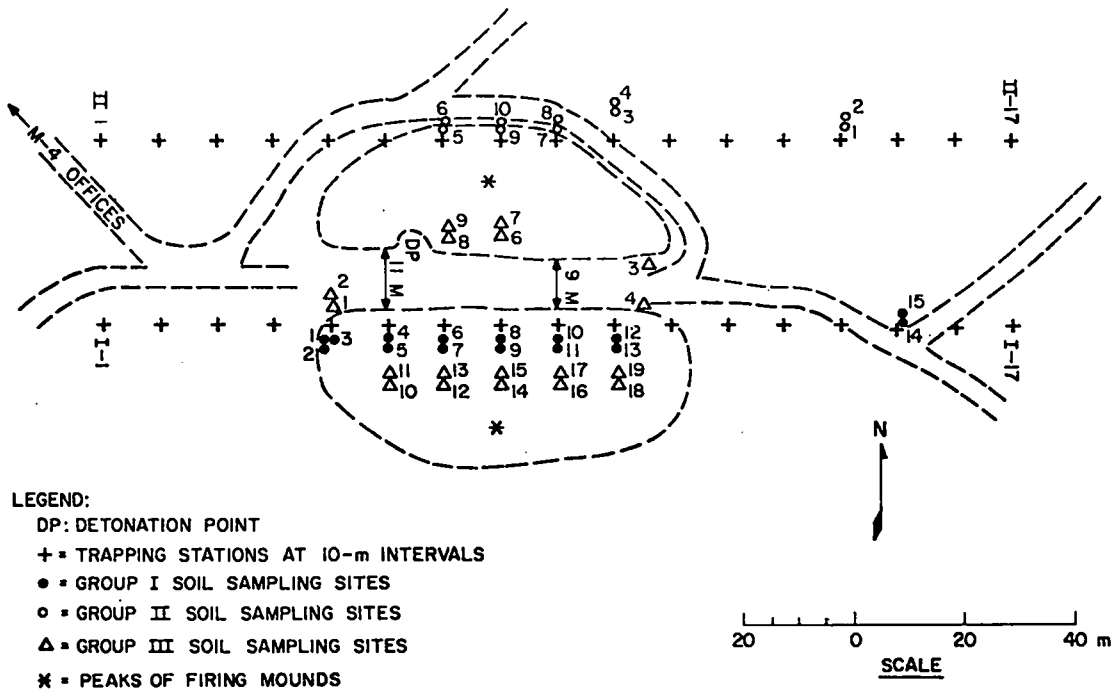 II-1
6
10
8
4
3
2
1
II-17
5
9
7
M-4 OFFICES
9
8
7
6
DP
11 M
9 M
3
2
1
4
15
14
I-1
1
2
3
4
5
6
7
8
9
10
11
12
13
I-17
11
10
13
12
15
14
17
16
19
18
N
LEGEND:
DP: DETONATION POINT
+ = TRAPPING STATIONS AT 10-m INTERVALS
● = GROUP I SOIL SAMPLING SITES
○ = GROUP II SOIL SAMPLING SITES
△ = GROUP III SOIL SAMPLING SITES
* = PEAKS OF FIRING MOUNDS
20 0 20 40 m
SCALE